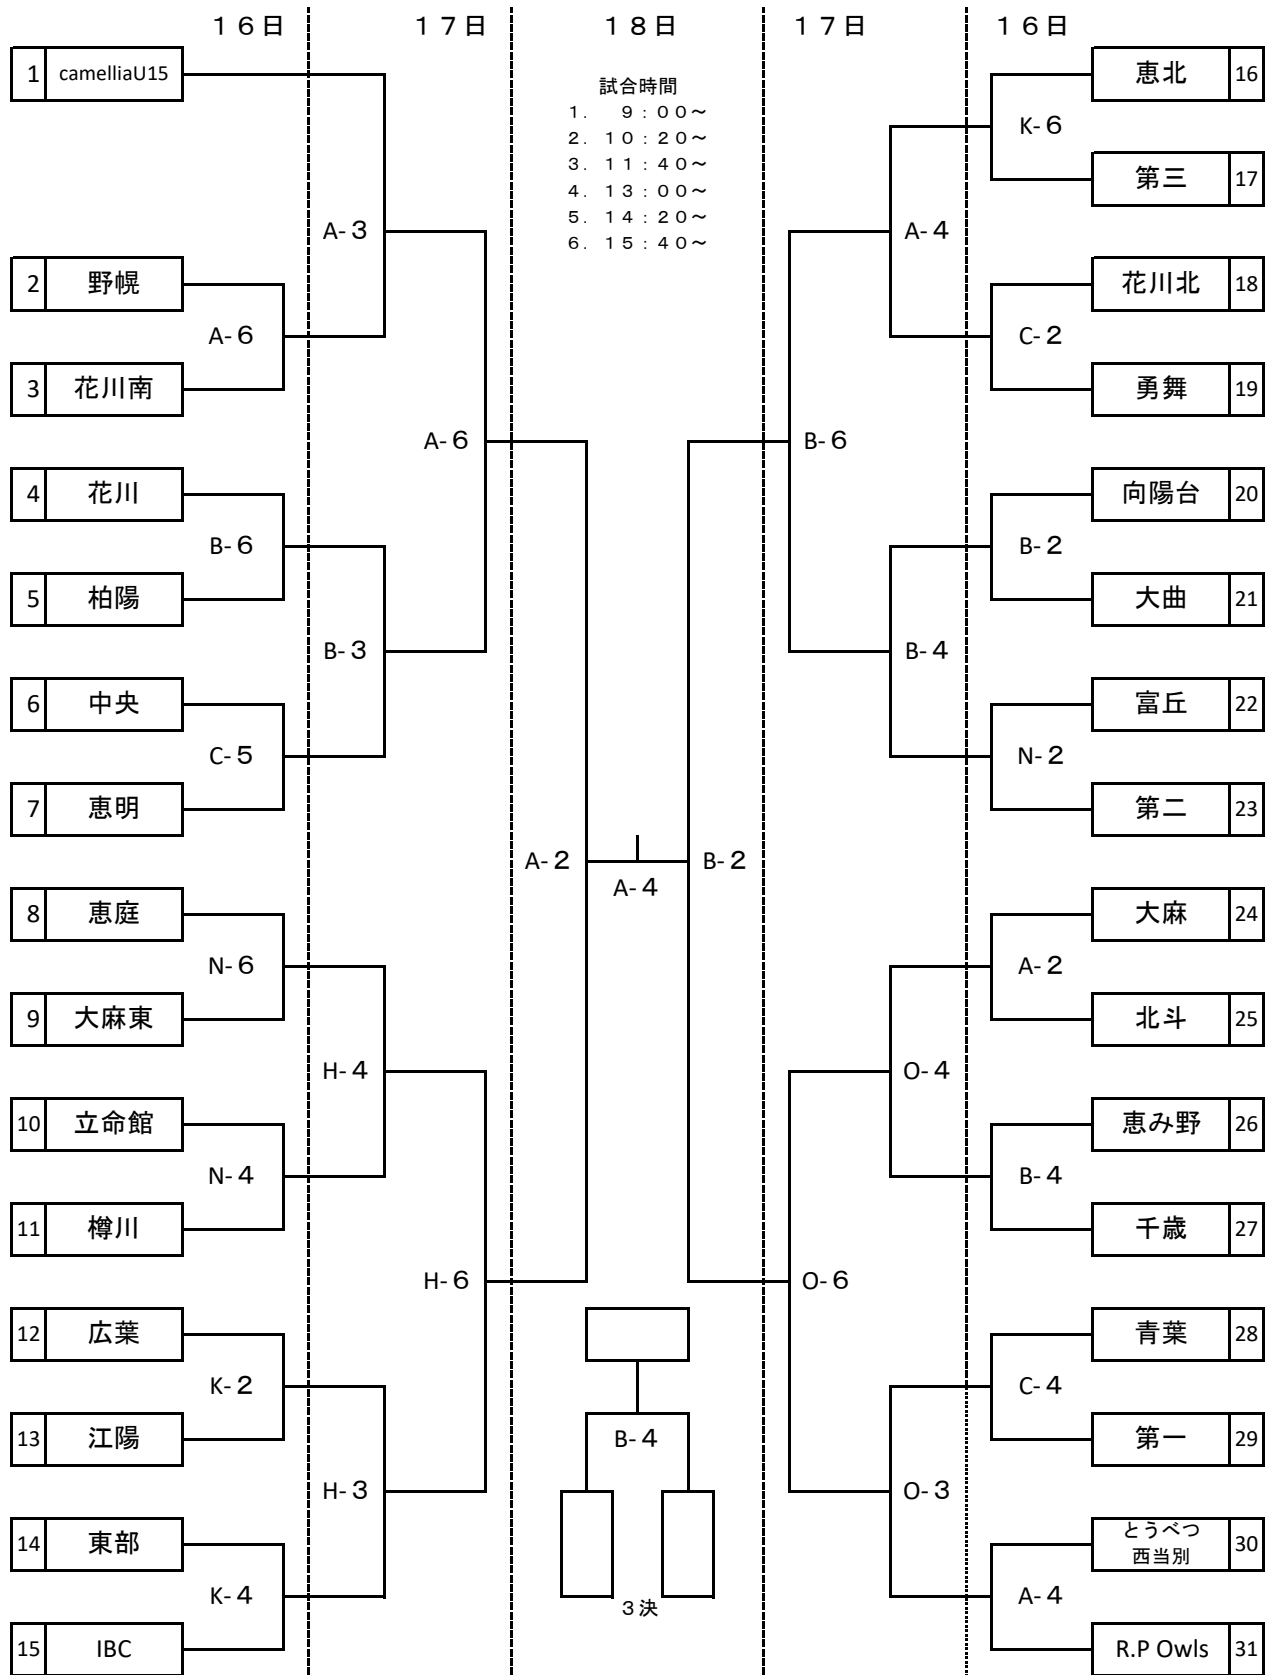 １６日 １７日 １８日 １７日 １６日
試合時間
１． ９：００～
２．１０：２０～
３．１１：４０～
４．１３：００～
５．１４：２０～
６．１５：４０～
1 camelliaU15
A-３
2 野幌
A-６
3 花川南
A-６
4 花川
B-６
5 柏陽
B-３
6 中央
C-５
7 恵明
A-２
8 恵庭
N-６
9 大麻東
H-４
10 立命館
N-４
11 樽川
H-６
12 広葉
K-２
13 江陽
H-３
14 東部
K-４
15 IBC
A-４
B-４
３決
恵北 16
K-６
第三 17
A-４
花川北 18
C-２
勇舞 19
B-６
向陽台 20
B-２
大曲 21
B-４
富丘 22
N-２
第二 23
B-２
大麻 24
A-２
北斗 25
O-４
恵み野 26
B-４
千歳 27
O-６
青葉 28
C-４
第一 29
O-３
とうべつ
西当別 30
A-４
R.P Owls 31